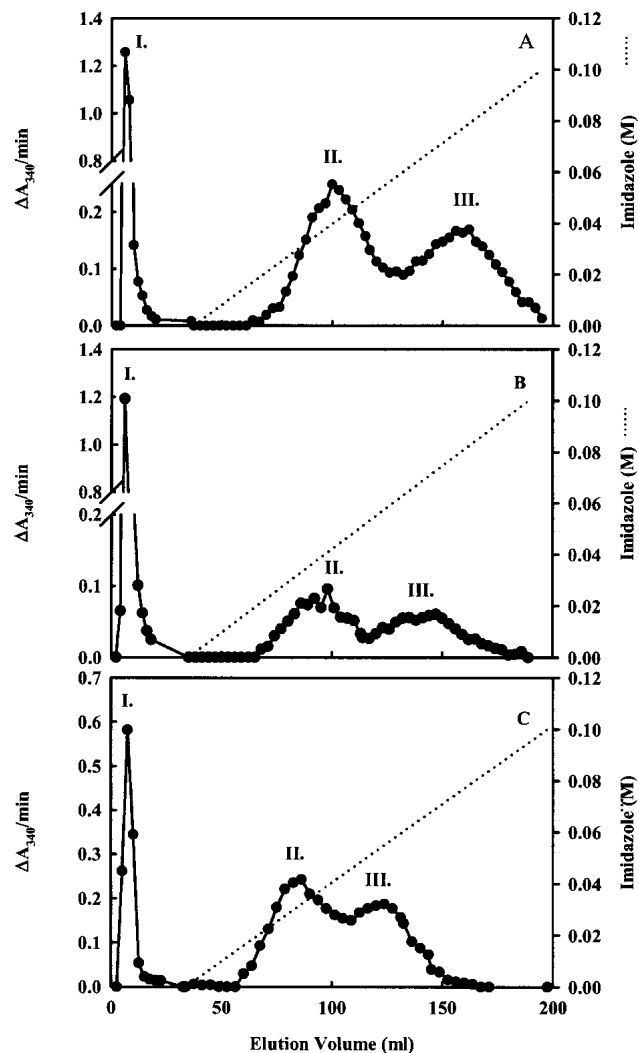 A
I.
II.
III.
1.4
1.2
1.0
0.8
0.2
0.1
0.0
ΔA340/min
0.12
0.10
0.08
0.06
0.04
0.02
0.00
Imidazole (M) ......
B
I.
II.
III.
1.4
1.2
0.8
0.2
0.1
0.0
ΔA340/min
0.12
0.10
0.08
0.06
0.04
0.02
0.00
Imidazole (M) ......
C
I.
II.
III.
0.7
0.6
0.5
0.4
0.3
0.2
0.1
0.0
ΔA340/min
0.12
0.10
0.08
0.06
0.04
0.02
0.00
Imidazole (M)
0 50 100 150 200
Elution Volume (ml)